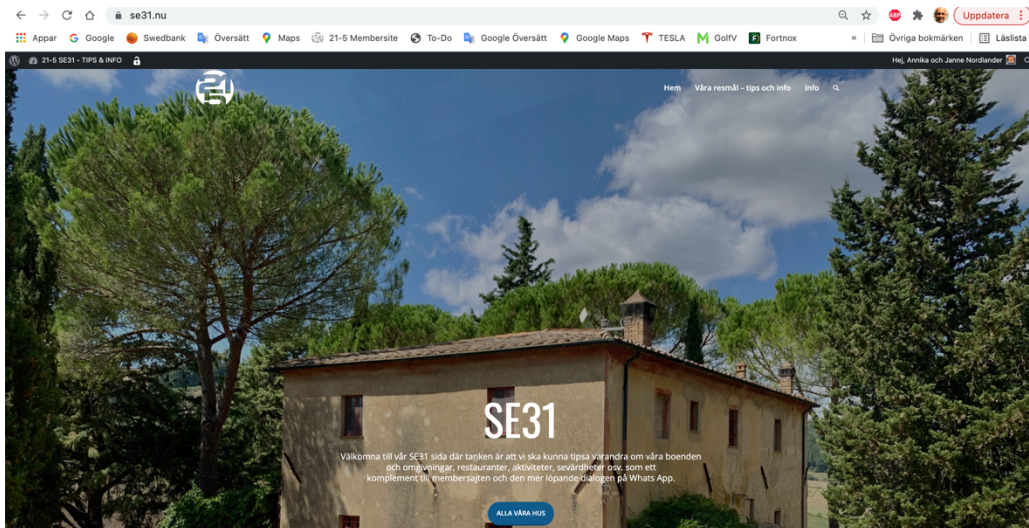 se31.nu
ABP
Uppdatera
Appar Google Swedbank Översätt Maps 21-5 Membersite To-Do Google Översätt Google Maps TESLA GolfV Fortnox » Övriga bokmärken Läslista
21-5 SE31 - TIPS & INFO
Hej, Annika och Janne Nordlander
Hem Våra resmål – tips och info Info
SE31
Välkomna till vår SE31 sida där tanken är att vi ska kunna tipsa varandra om våra boenden
och omgivningar, restauranter, aktiviteter, sevärdheter osv. som ett
komplement till membersajten och den mer löpande dialogen på Whats App.
ALLA VÅRA HUS